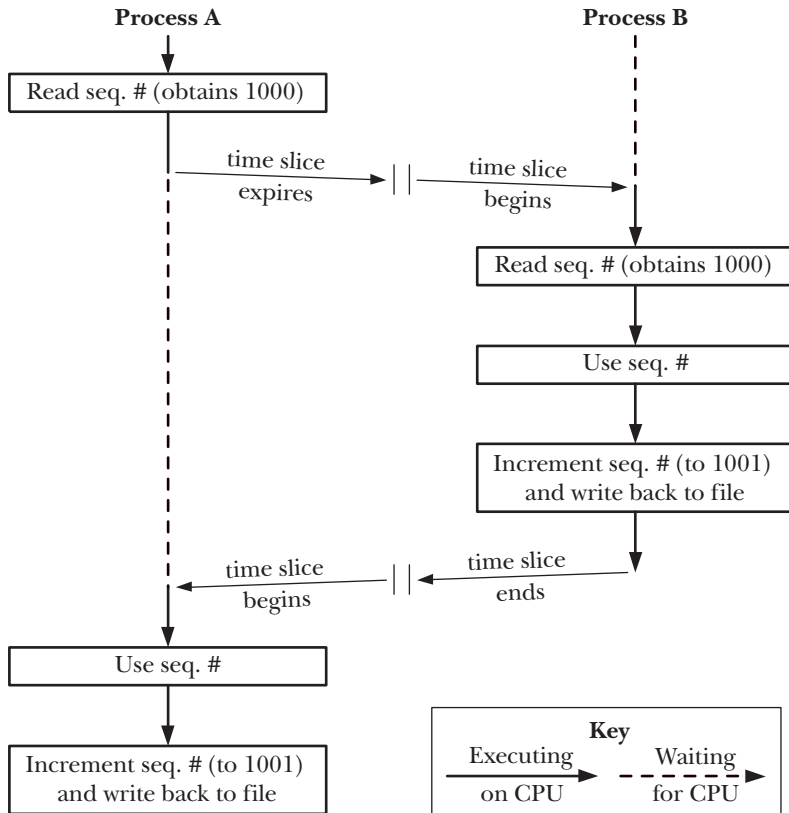 Process A
Process B
Read seq. # (obtains 1000)
time slice
expires
time slice
begins
Read seq. # (obtains 1000)
Use seq. #
Increment seq. # (to 1001)
and write back to file
time slice
begins
time slice
ends
Use seq. #
Increment seq. # (to 1001)
and write back to file
Key
Executing
on CPU
Waiting
for CPU